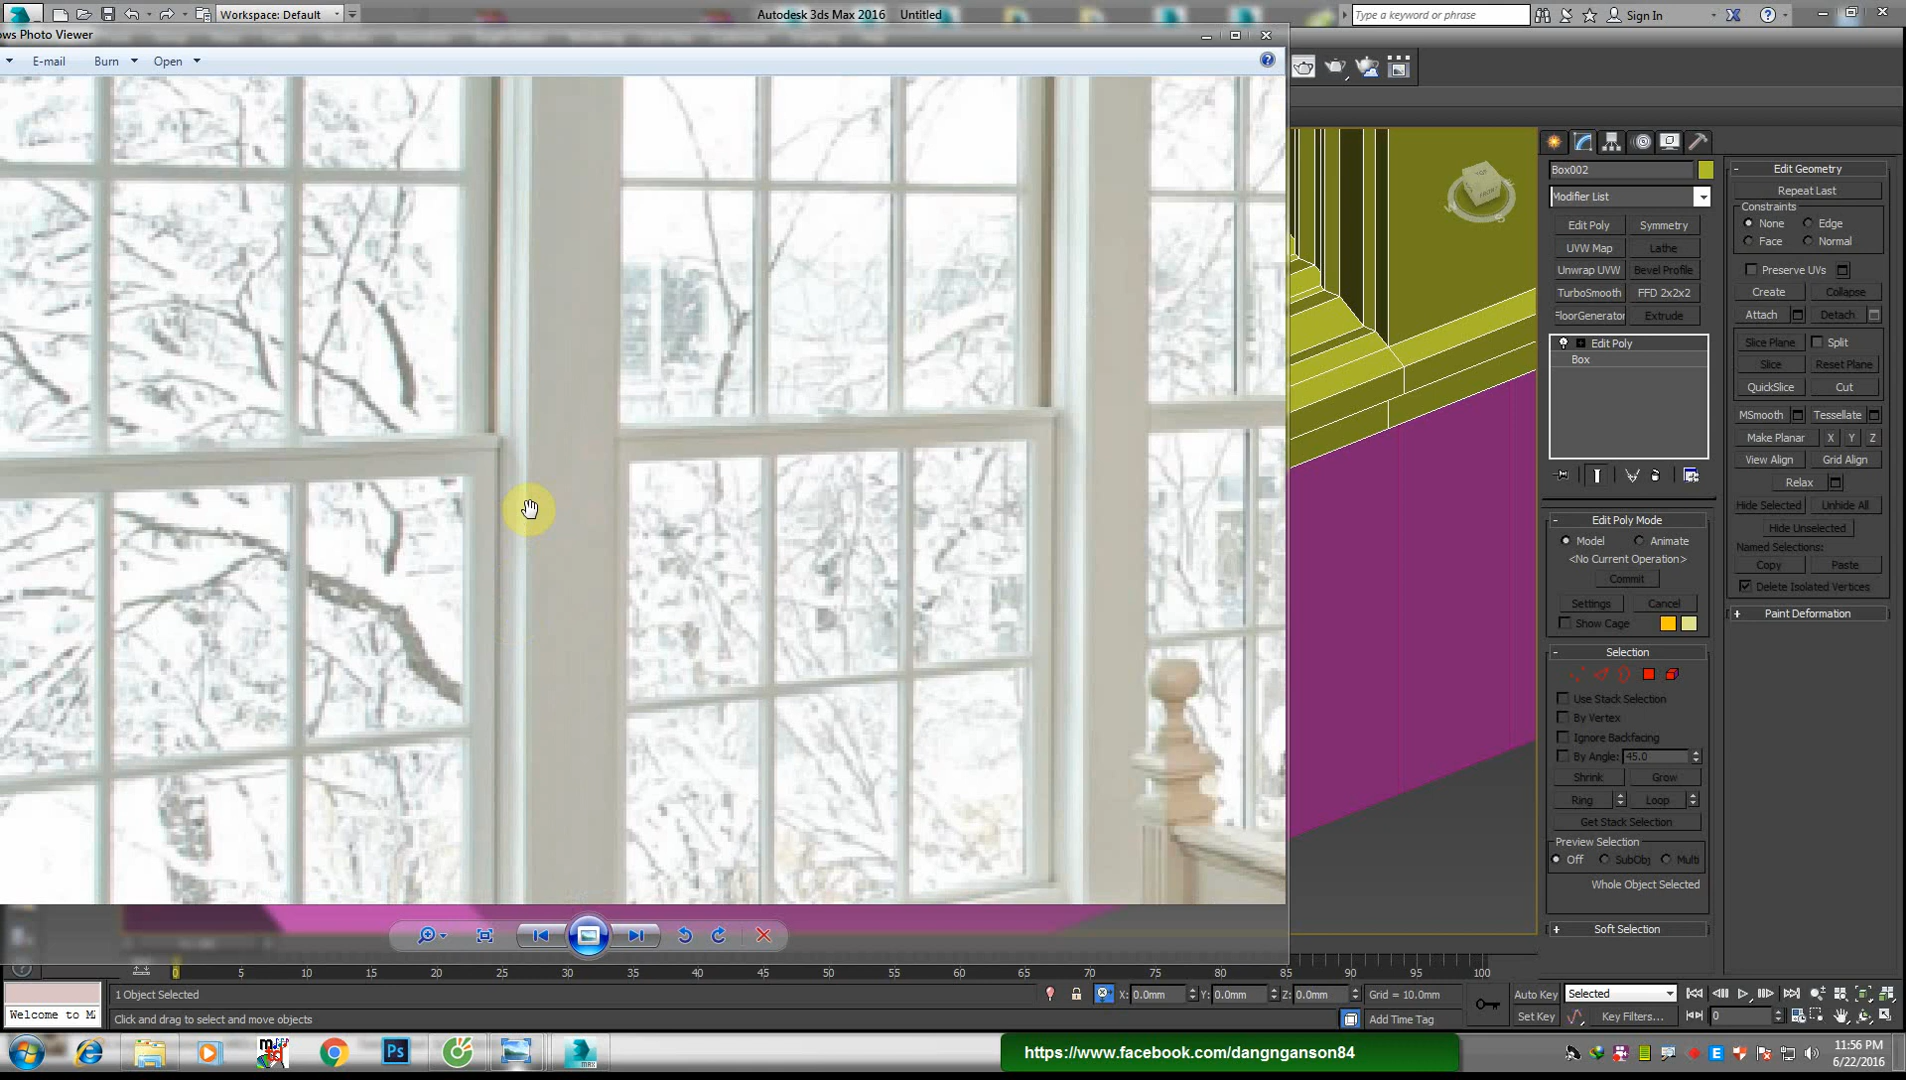 Workspace: Default
Autodesk 3ds Max 2016 Untitled
Type a keyword or phrase
Sign In
ows Photo Viewer
E-mail
Burn
Open
Box002
Modifier List
Edit Poly
Symmetry
UVW Map
Lathe
Unwrap UVW
Bevel Profile
TurboSmooth
FFD 2x2x2
FloorGenerator
Extrude
Edit Poly
Box
Edit Poly Mode
Model
Animate
<No Current Operation>
Commit
Settings
Cancel
Show Cage
Selection
Use Stack Selection
By Vertex
Ignore Backfacing
By Angle: 45.0
Shrink
Grow
Ring
Loop
Get Stack Selection
Preview Selection
Off
SubObj
Multi
Whole Object Selected
Soft Selection
Edit Geometry
Repeat Last
Constraints
None
Edge
Face
Normal
Preserve UVs
Create
Collapse
Attach
Detach
Slice Plane
Split
Slice
Reset Plane
QuickSlice
Cut
MSmooth
Tessellate
Make Planar
X
Y
Z
View Align
Grid Align
Relax
Hide Selected
Unhide All
Hide Unselected
Named Selections:
Copy
Paste
Delete Isolated Vertices
Paint Deformation
0 5 10 15 20 25 30 35 40 45 50 55 60 65 70 75 80 85 90 95 100
1 Object Selected
X: 0.0mm
Y: 0.0mm
Z: 0.0mm
Grid = 10.0mm
Auto Key
Selected
Welcome to M
Click and drag to select and move objects
Add Time Tag
Set Key
Key Filters...
0
https://www.facebook.com/dangnganson84
11:56 PM
6/22/2016